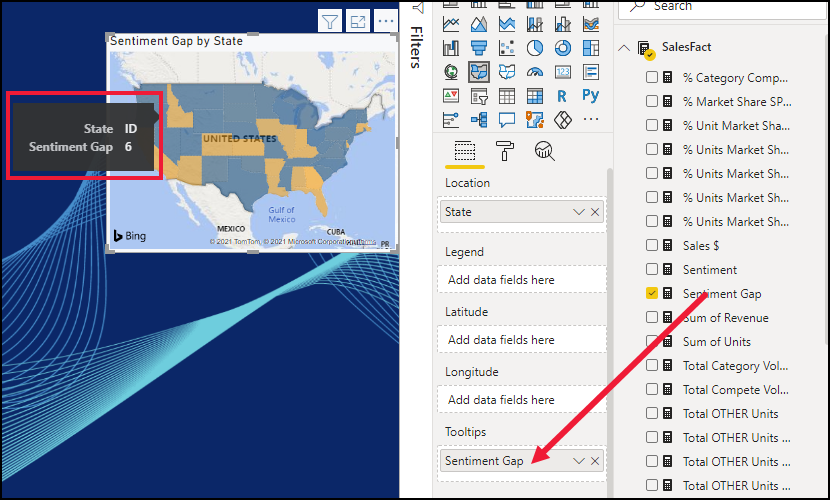 Sentiment Gap by State
State ID
Sentiment Gap 6
UNITED STATES
Gulf of
Mexico
MEXICO
CUBA
PR
Bing
© 2021 TomTom, © 2021 Microsoft Corporation Terms
Filters
R
Py
123
Location
State
Legend
Add data fields here
Latitude
Add data fields here
Longitude
Add data fields here
Tooltips
Sentiment Gap
Search
SalesFact
% Category Comp...
% Market Share SP...
% Unit Market Sha...
% Units Market Sh...
% Units Market Sh...
% Units Market Sh...
% Units Market Sh...
Sales $
Sentiment
Sentiment Gap
Sum of Revenue
Sum of Units
Total Category Vol...
Total Compete Vol...
Total OTHER Units
Total OTHER Units ...
Total OTHER Units ...
Total OTHER Units ...